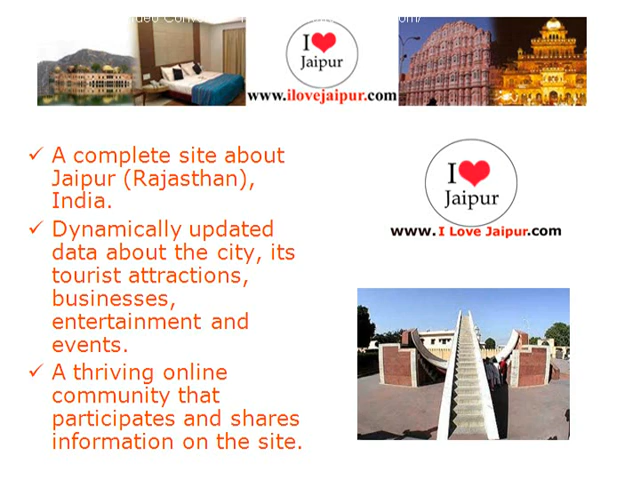 I
Jaipur
www.ilovejaipur.com
A complete site about
Jaipur (Rajasthan),
India.
Dynamically updated
data about the city, its
tourist attractions,
businesses,
entertainment and
events.
A thriving online
community that
participates and shares
information on the site.
I
Jaipur
www.I Love Jaipur.com